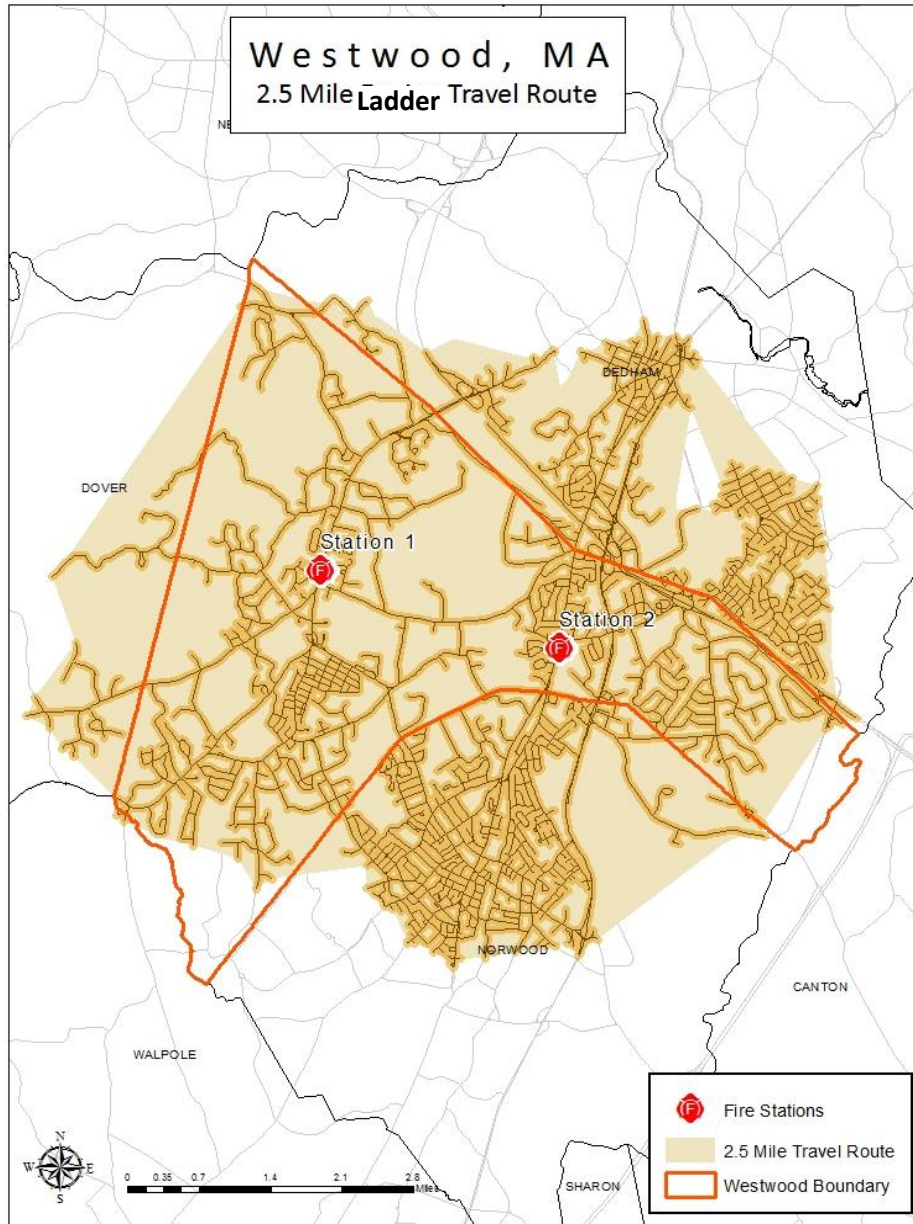 Westwood, MA
2.5 Mile Ladder Travel Route
NE
DEDHAM
DOVER
Station 1
Station 2
NORWOOD
CANTON
WALPOLE
SHARON
F Fire Stations
2.5 Mile Travel Route
Westwood Boundary
N
W E
S
0 0.35 0.7 1.4 2.1 2.8
Miles